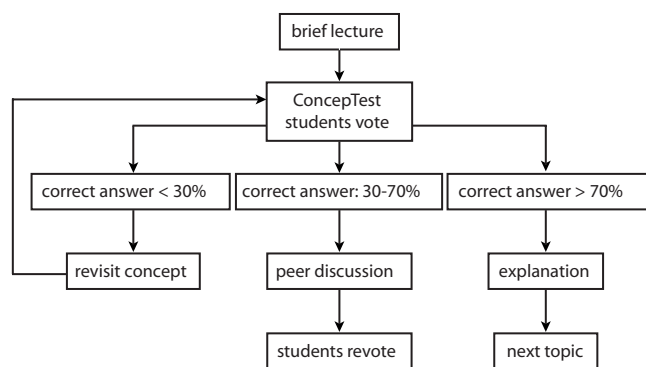 brief lecture
ConcepTest
students vote
correct answer < 30%
correct answer: 30-70%
correct answer > 70%
revisit concept
peer discussion
explanation
students revote
next topic